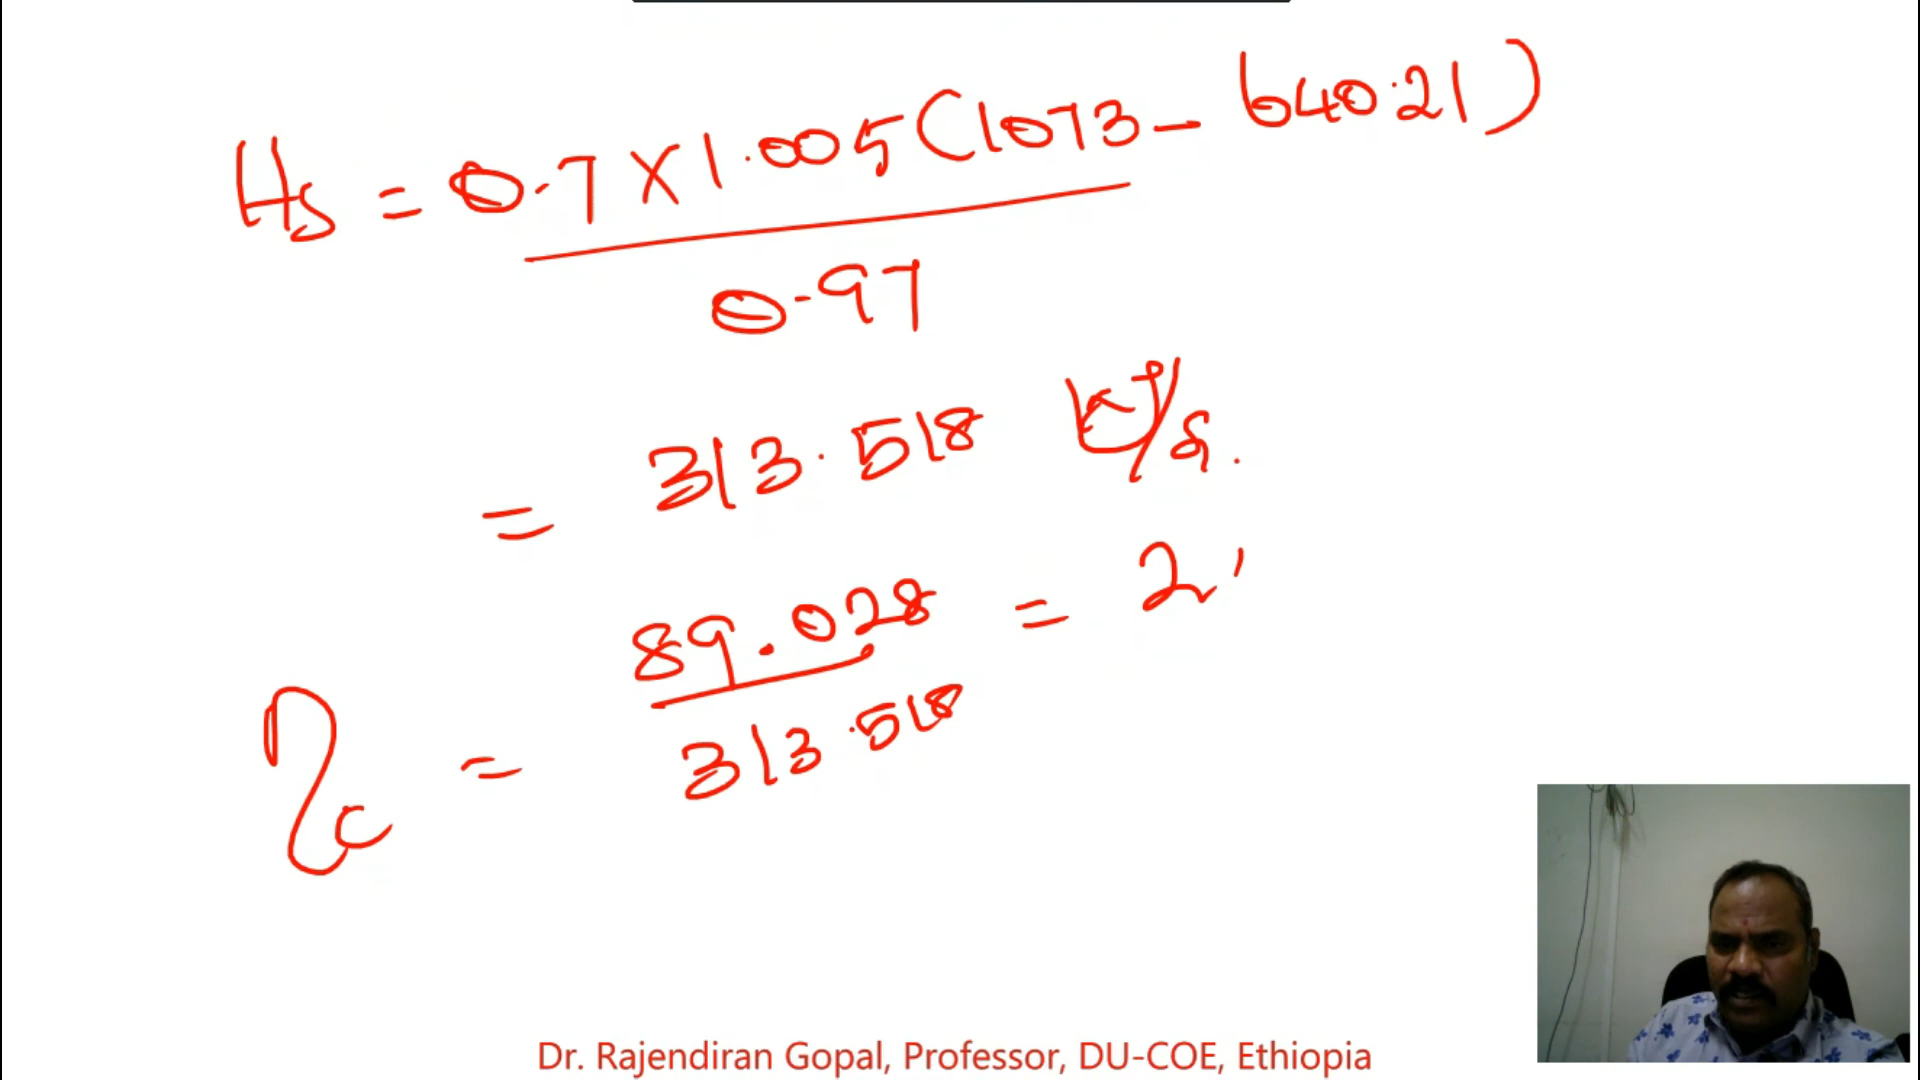 Hs = 0.7 × 1.005 (1073 - 640.21)
0.97
= 313.518 kJ/s.
89.028 = 2
ηc =
313.518
Dr. Rajendiran Gopal, Professor, DU-COE, Ethiopia